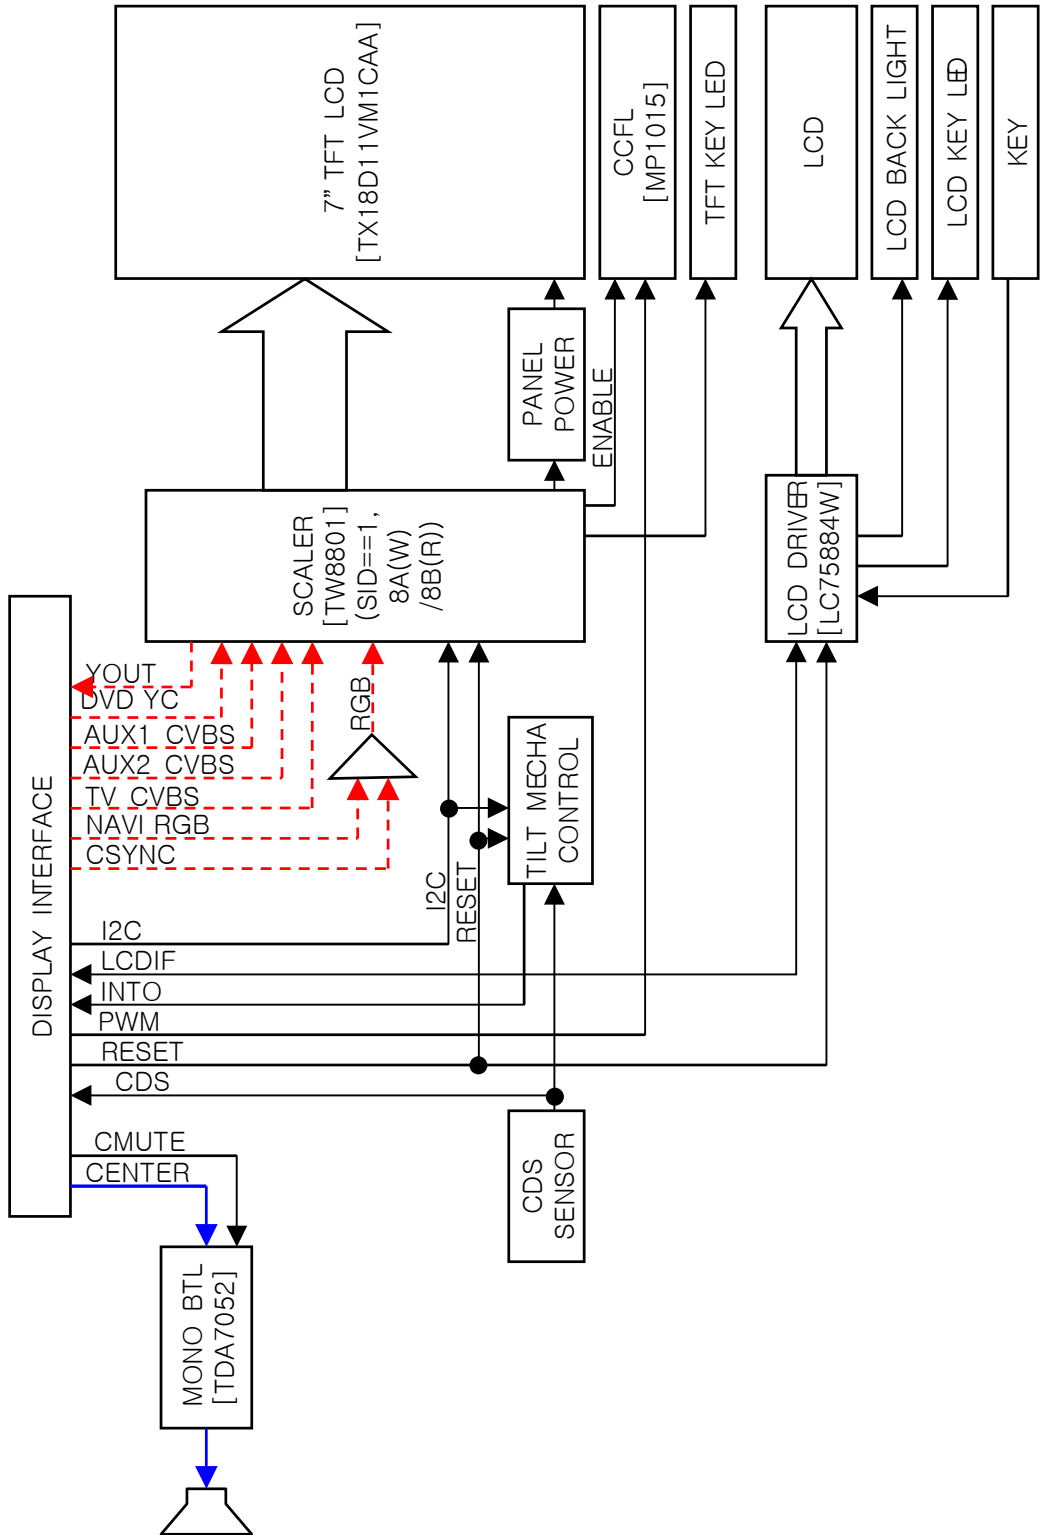 7" TFT LCD
[TX18D11VM1CAA]
CCFL
[MP1015]
TFT KEY LED
LCD
LCD BACK LIGHT
LCD KEY LED
KEY
PANEL
POWER
ENABLE
SCALER
[TW8801]
(SID==1,
8A(W)
/8B(R))
LCD DRIVER
[LC75884W]
DISPLAY INTERFACE
YOUT
DVD YC
AUX1 CVBS
AUX2 CVBS
TV CVBS
NAVI RGB
CSYNC
RGB
I2C
RESET
TILT MECHA
CONTROL
I2C
LCDIF
INTO
PWM
RESET
CDS
CMUTE
CENTER
CDS
SENSOR
MONO BTL
[TDA7052]